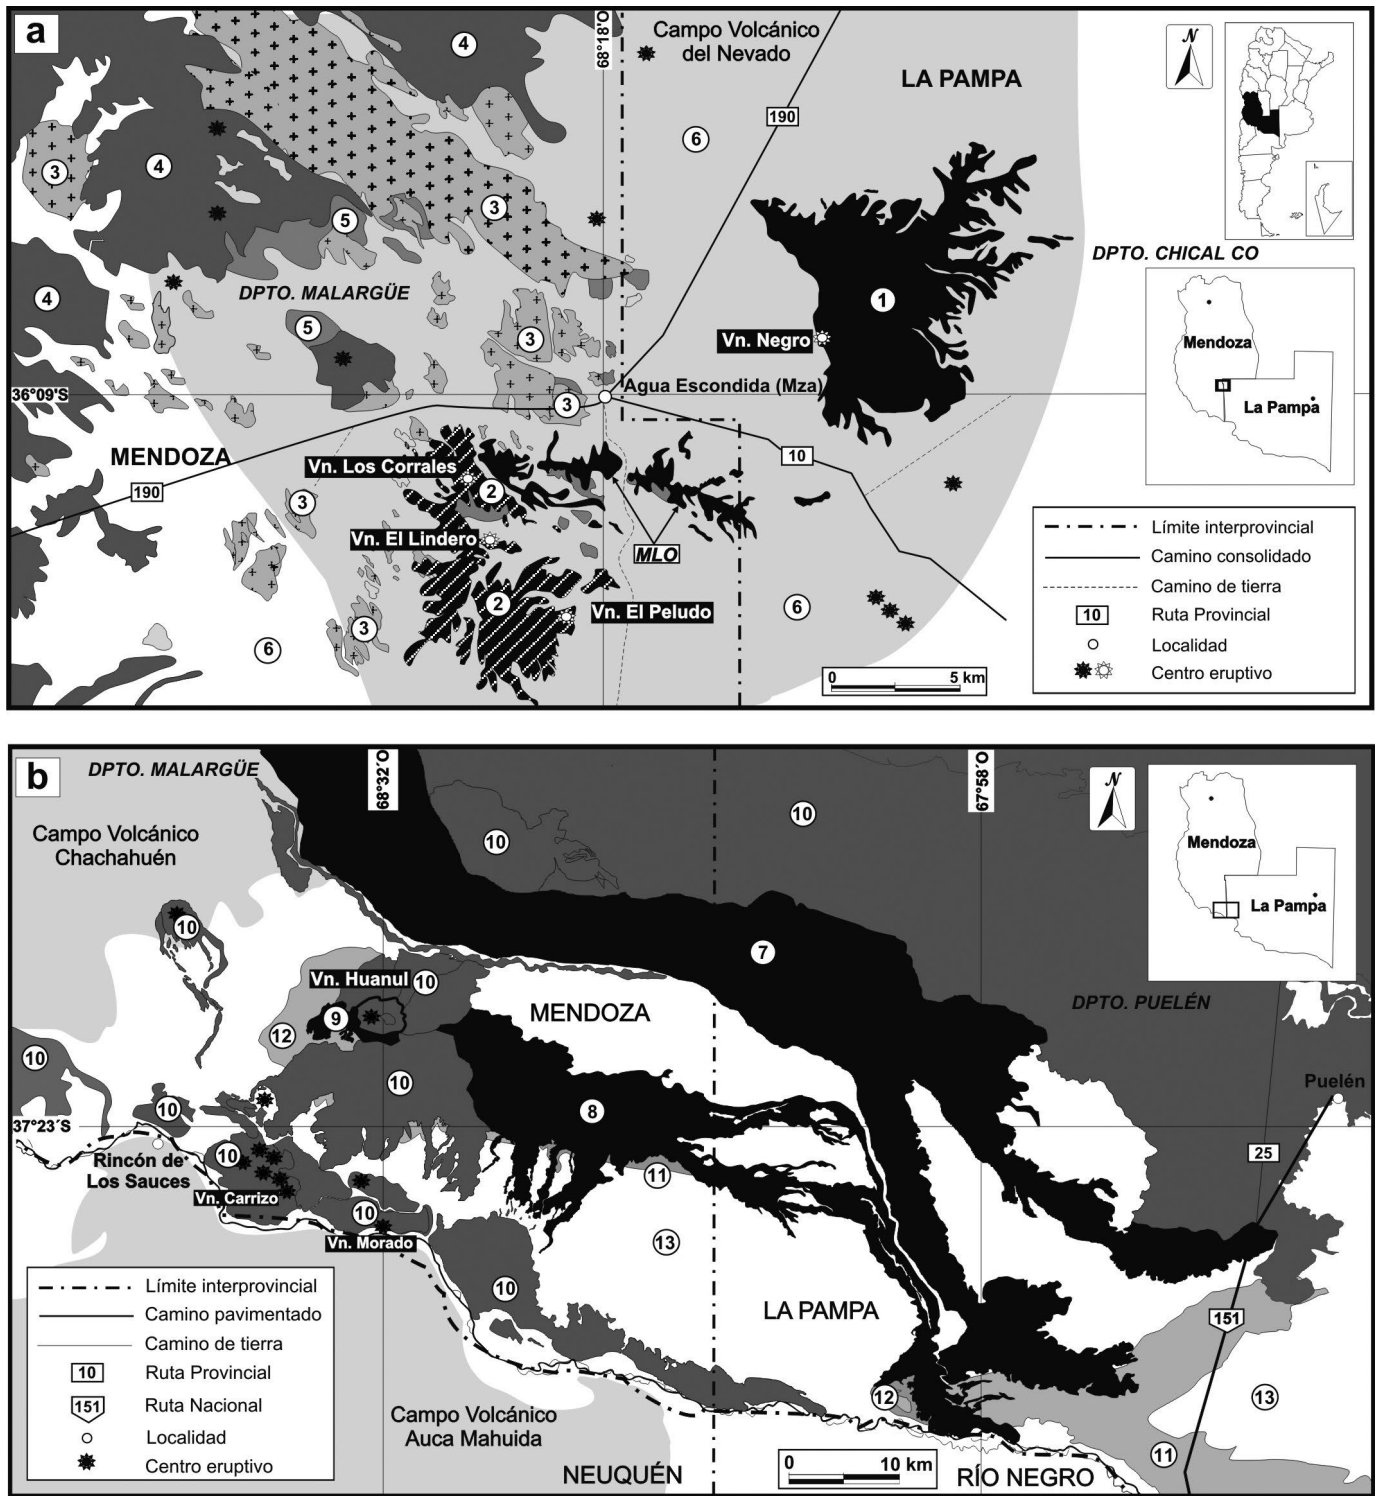 a
4
68°18'O
Campo Volcánico
del Nevado
LA PAMPA
N
190
6
3
4
3
5
DPTO. CHICAL CO
4
DPTO. MALARGÜE
1
5
3
Vn. Negro
Mendoza
La Pampa
36°09'S
Agua Escondida (Mza)
3
MENDOZA
190
Vn. Los Corrales
2
10
3
Vn. El Lindero
MLO
2
Vn. El Peludo
6
3
6
Límite interprovincial
Camino consolidado
Camino de tierra
10 Ruta Provincial
Localidad
Centro eruptivo
0 5 km
b
DPTO. MALARGÜE
68°32´O
67°58´O
N
Campo Volcánico
Chachahuén
10
10
Mendoza
La Pampa
10
7
Vn. Huanul
10
9
12
MENDOZA
DPTO. PUELÉN
10
10
10
8
Puelén
37°23´S
Rincón de
Los Sauces
10
25
Vn. Carrizo
11
10
Vn. Morado
13
10
LA PAMPA
151
12
13
11
Límite interprovincial
Camino pavimentado
Camino de tierra
10 Ruta Provincial
151 Ruta Nacional
Localidad
Centro eruptivo
Campo Volcánico
Auca Mahuida
NEUQUÉN
0 10 km
RÍO NEGRO